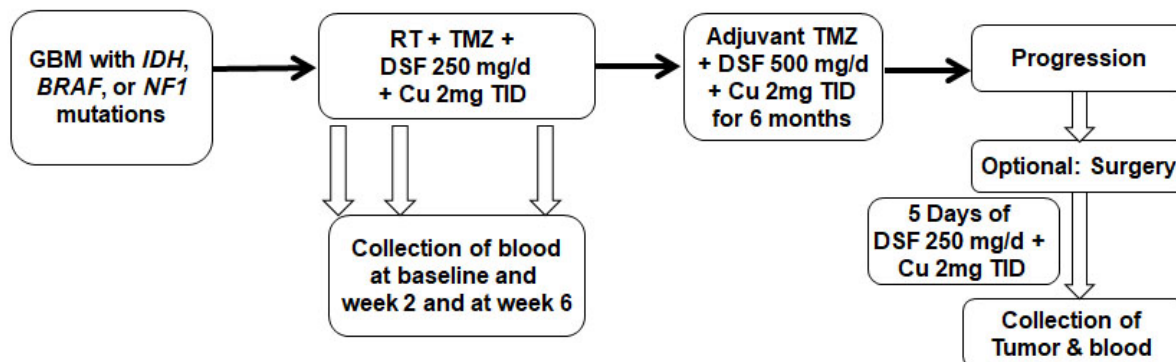 GBM with IDH,
BRAF, or NF1
mutations
RT + TMZ +
DSF 250 mg/d
+ Cu 2mg TID
Adjuvant TMZ
+ DSF 500 mg/d
+ Cu 2mg TID
for 6 months
Progression
Optional: Surgery
5 Days of
DSF 250 mg/d +
Cu 2mg TID
Collection of blood
at baseline and
week 2 and at week 6
Collection of
Tumor & blood